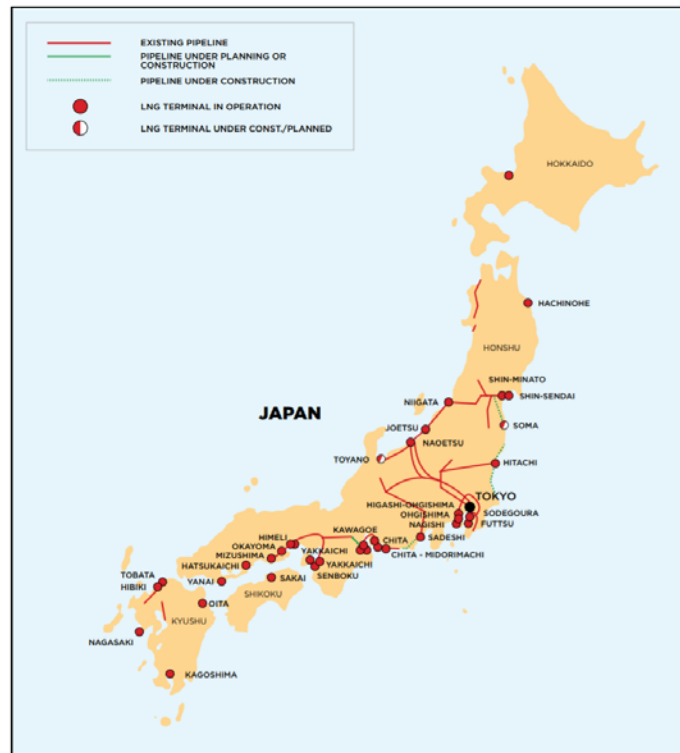 EXISTING PIPELINE
PIPELINE UNDER PLANNING OR
CONSTRUCTION
PIPELINE UNDER CONSTRUCTION
LNG TERMINAL IN OPERATION
LNG TERMINAL UNDER CONST./PLANNED
HOKKAIDO
HACHINOHE
HONSHU
SHIN-MINATO
SHIN-SENDAI
NIIGATA
JAPAN
JOETSU
SOMA
NAOETSU
TOYANO
HITACHI
TOKYO
HIGASHI-OHGISHIMA
SODEGOURA
OHGISHIMA
NAGISHI
FUTTSU
KAWAGOE
CHITA
SADESHI
HIMELI
OKAYOMA
YAKKAICHI
CHITA - MIDORIMACHI
MIZUSHIMA
HATSUKAICHI
YAKKAICHI
TOBATA
YANAI
SAKAI
SENBOKU
HIBIKI
SHIKOKU
OITA
KYUSHU
NAGASAKI
KAGOSHIMA